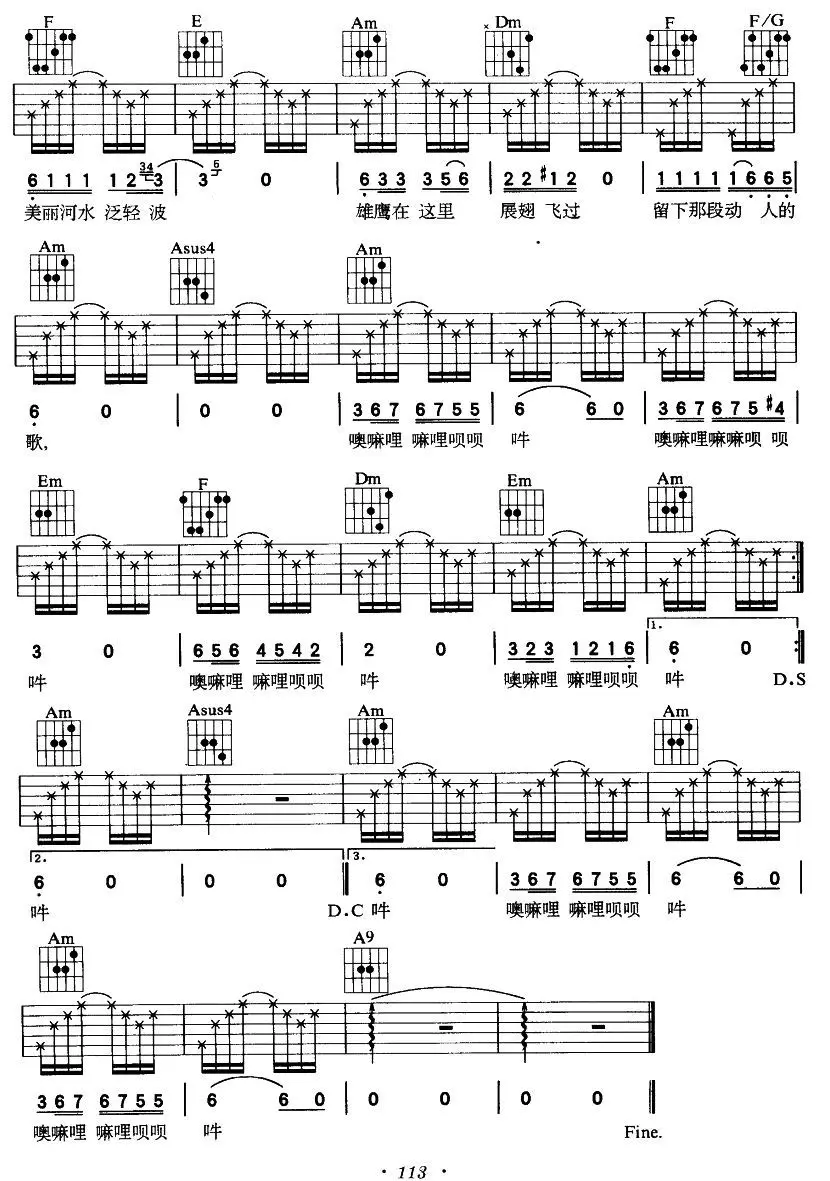 F E Am Dm F F/G
× 
6 1 1 1 1 2 34 3 | 3 5 0 | 6 3 3 3 5 6 | 2 2 #1 2 0 | 1 1 1 1 1 6 6 5
美丽河水 泛轻 波 雄鹰在 这里 展翅 飞过 留下那段动 人的
Am Asus4 Am
6 0 | 0 0 | 3 6 7 6 7 5 5 | 6 6 0 | 3 6 7 6 7 5 #4
歌, 噢嘛哩 嘛哩呗呗 吽 噢嘛哩嘛嘛呗 呗
Em F Dm Em Am
1.
3 0 | 6 5 6 4 5 4 2 | 2 0 | 3 2 3 1 2 1 6 | 6 0
吽 噢嘛哩 嘛哩呗呗 吽 噢嘛哩 嘛哩呗呗 吽 D.S
Am Asus4 Am Am
2. 3.
6 0 | 0 0 | 6 0 | 3 6 7 6 7 5 5 | 6 6 0
吽 D.C 吽 噢嘛哩 嘛哩呗呗 吽
Am A9
3 6 7 6 7 5 5 | 6 6 0 | 0 0 | 0 0
噢嘛哩 嘛哩呗呗 吽 Fine.
· 113 ·